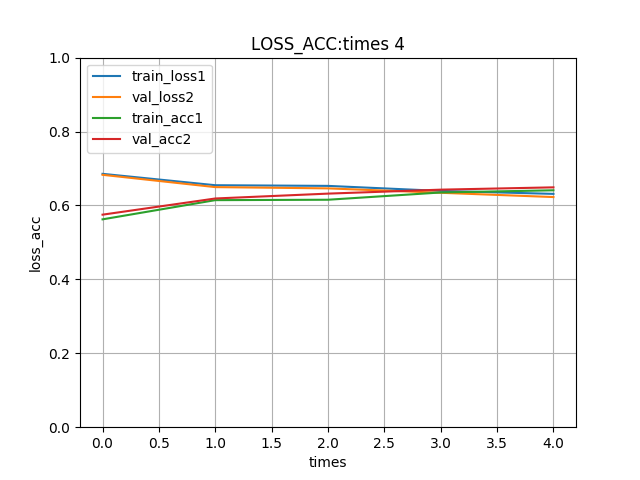 LOSS_ACC:times 4
1.0
0.8
0.6
0.4
0.2
0.0
loss_acc
train_loss1
val_loss2
train_acc1
val_acc2
0.0 0.5 1.0 1.5 2.0 2.5 3.0 3.5 4.0
times